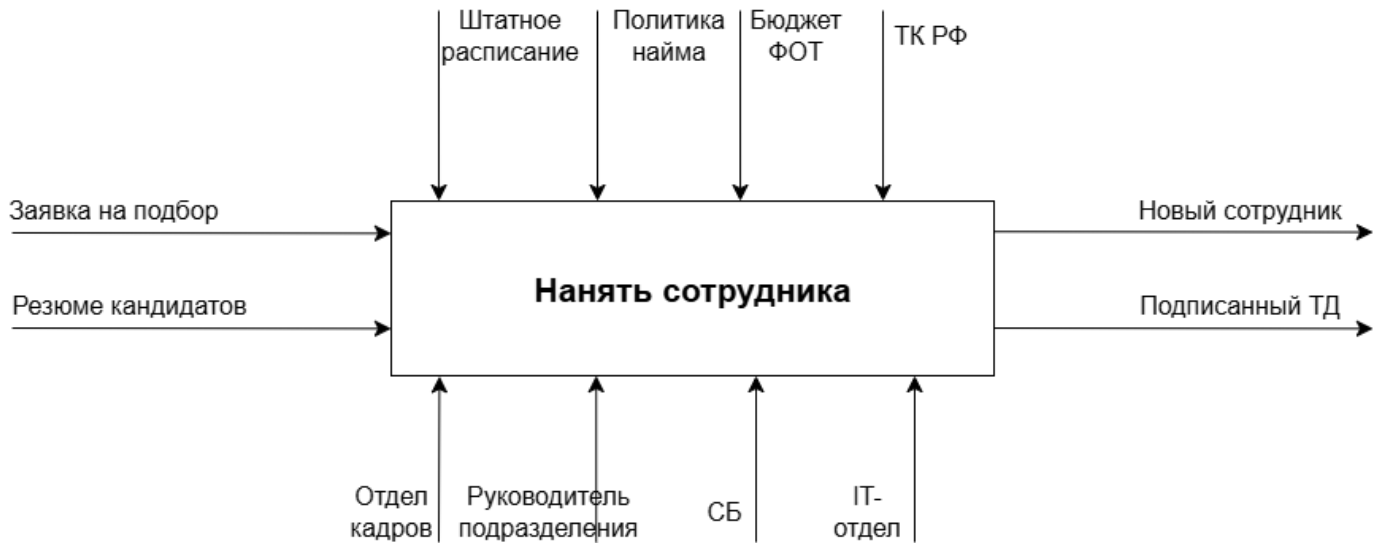 Штатное
расписание
Политика
найма
Бюджет
ФОТ
ТК РФ
Заявка на подбор
Резюме кандидатов
Нанять сотрудника
Новый сотрудник
Подписанный ТД
Отдел
кадров
Руководитель
подразделения
СБ
IT-
отдел